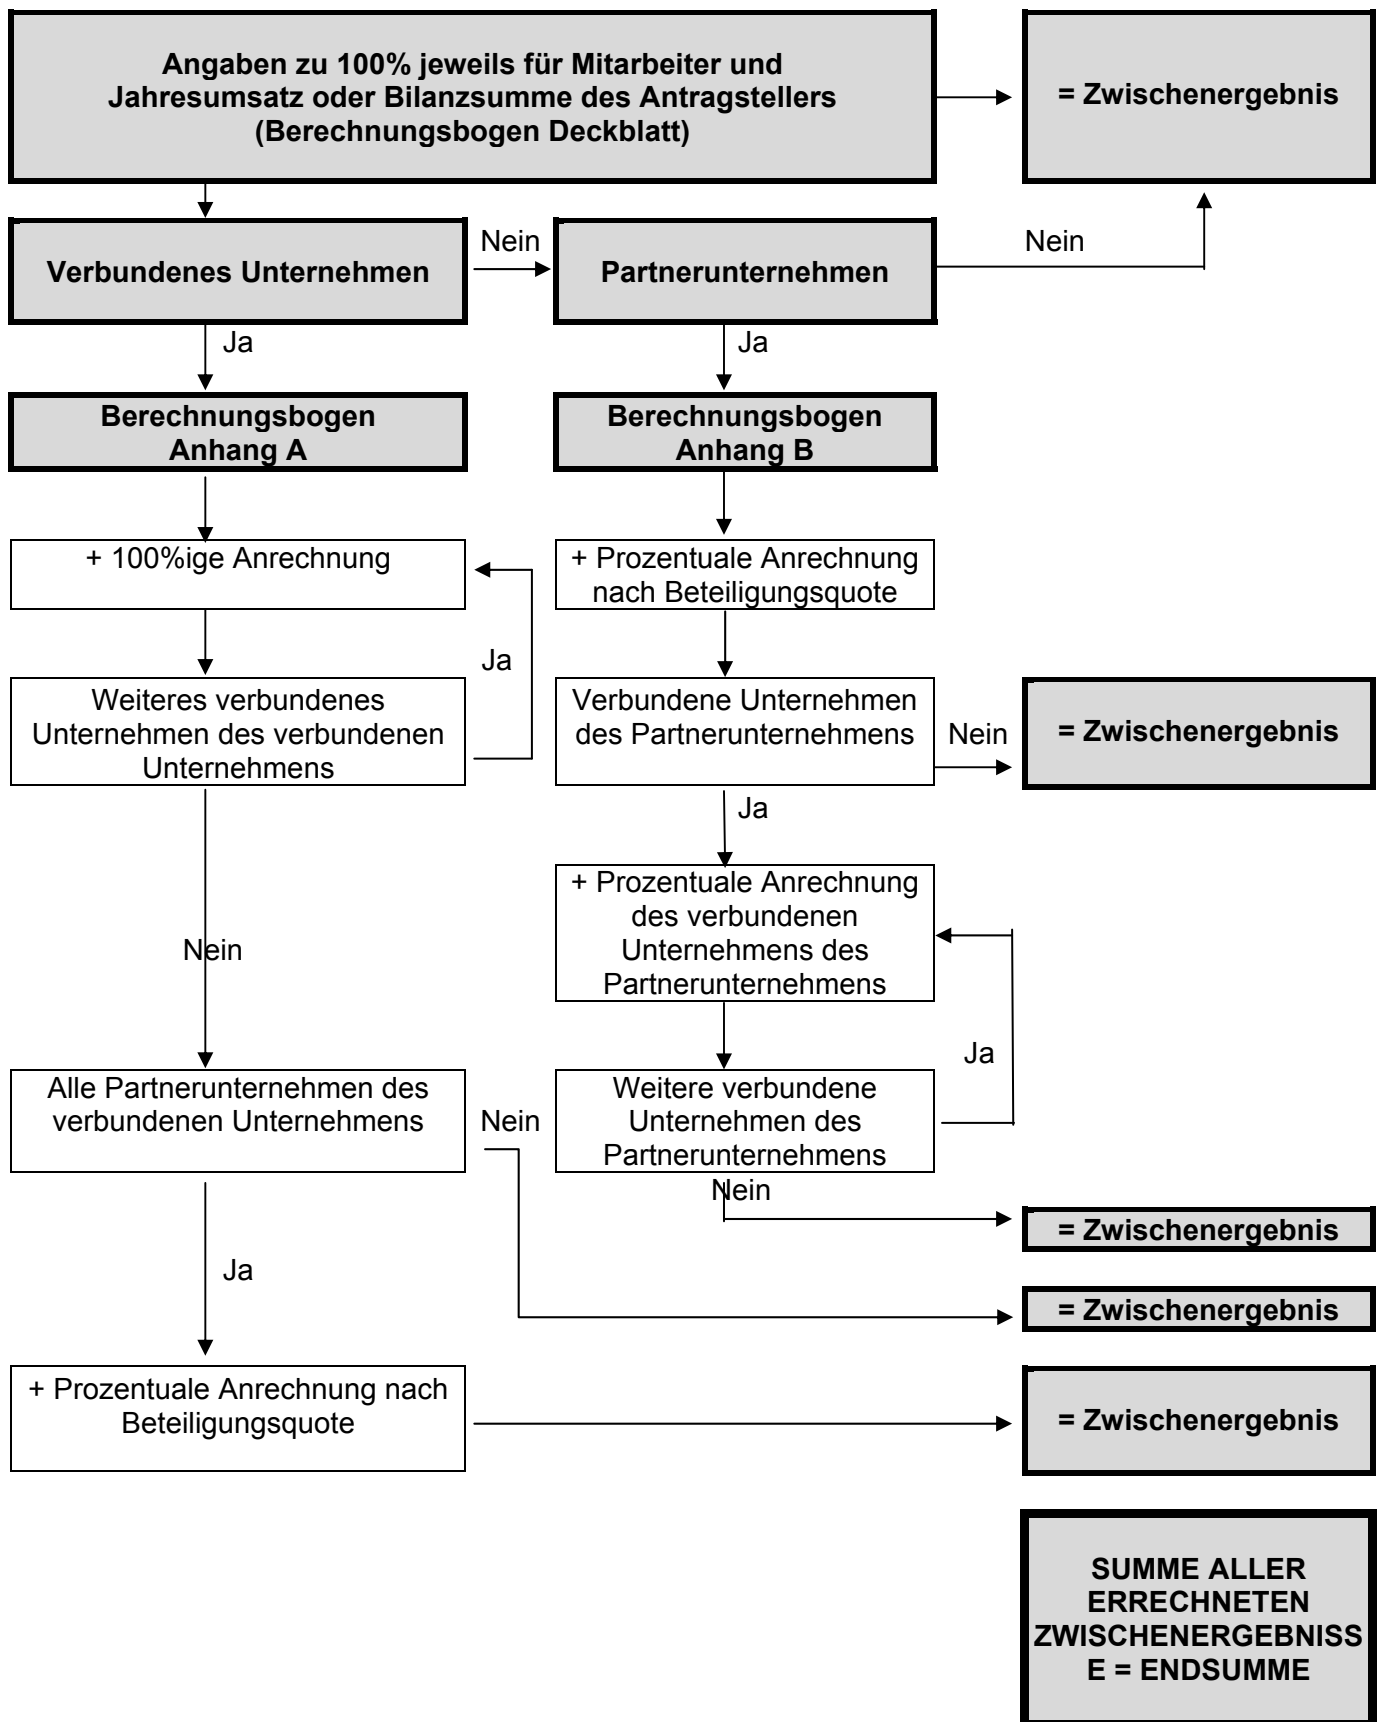 Angaben zu 100% jeweils für Mitarbeiter und
Jahresumsatz oder Bilanzsumme des Antragstellers
(Berechnungsbogen Deckblatt)
= Zwischenergebnis
Verbundenes Unternehmen
Nein
Partnerunternehmen
Nein
Ja
Ja
Berechnungsbogen
Anhang A
Berechnungsbogen
Anhang B
+ 100%ige Anrechnung
+ Prozentuale Anrechnung
nach Beteiligungsquote
Ja
Weiteres verbundenes
Unternehmen des verbundenen
Unternehmens
Verbundene Unternehmen
des Partnerunternehmens
Nein
= Zwischenergebnis
Ja
+ Prozentuale Anrechnung
des verbundenen
Unternehmens des
Partnerunternehmens
Nein
Ja
Alle Partnerunternehmen des
verbundenen Unternehmens
Nein
Weitere verbundene
Unternehmen des
Partnerunternehmens
Nein
= Zwischenergebnis
Ja
= Zwischenergebnis
+ Prozentuale Anrechnung nach
Beteiligungsquote
= Zwischenergebnis
SUMME ALLER
ERRECHNETEN
ZWISCHENERGEBNISS
E = ENDSUMME